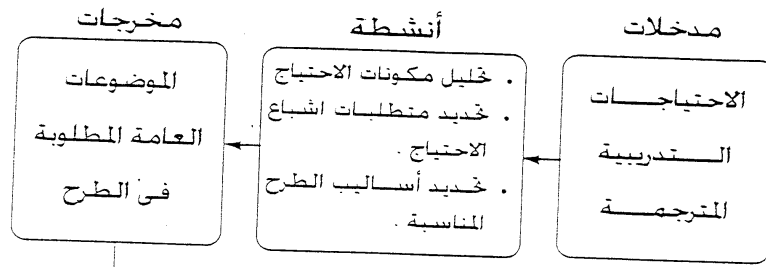 مدخلات
الاحتياجات
التدريبية
المترجمة
أنشطة
. تحليل مكونات الاحتياج
. تحديد متطلبات اشباع
الاحتياج .
. تحديد أساليب الطرح
المناسبة .
مخرجات
الموضوعات
العامة المطلوبة
فى الطرح